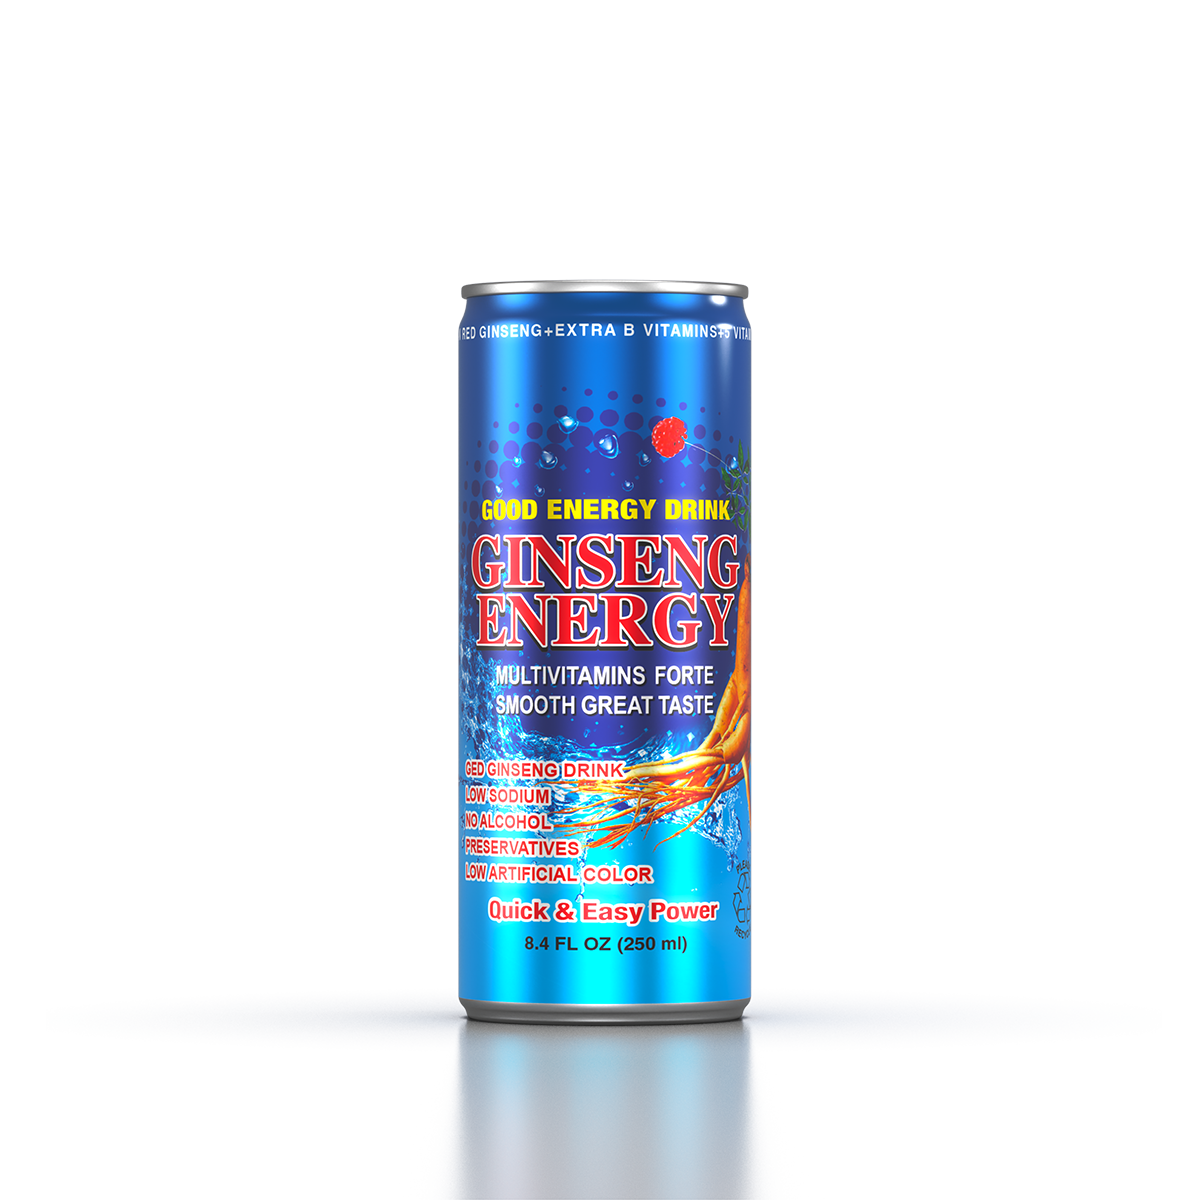 RED GINSENG+EXTRA B VITAMINS+5
GOOD ENERGY DRINK
GINSENG
ENERGY
MULTIVITAMINS FORTE
SMOOTH GREAT TASTE
GED GINSENG DRINK
LOW SODIUM
NO ALCOHOL
PRESERVATIVES
LOW ARTIFICIAL COLOR
Quick & Easy Power
8.4 FL OZ (250 ml)